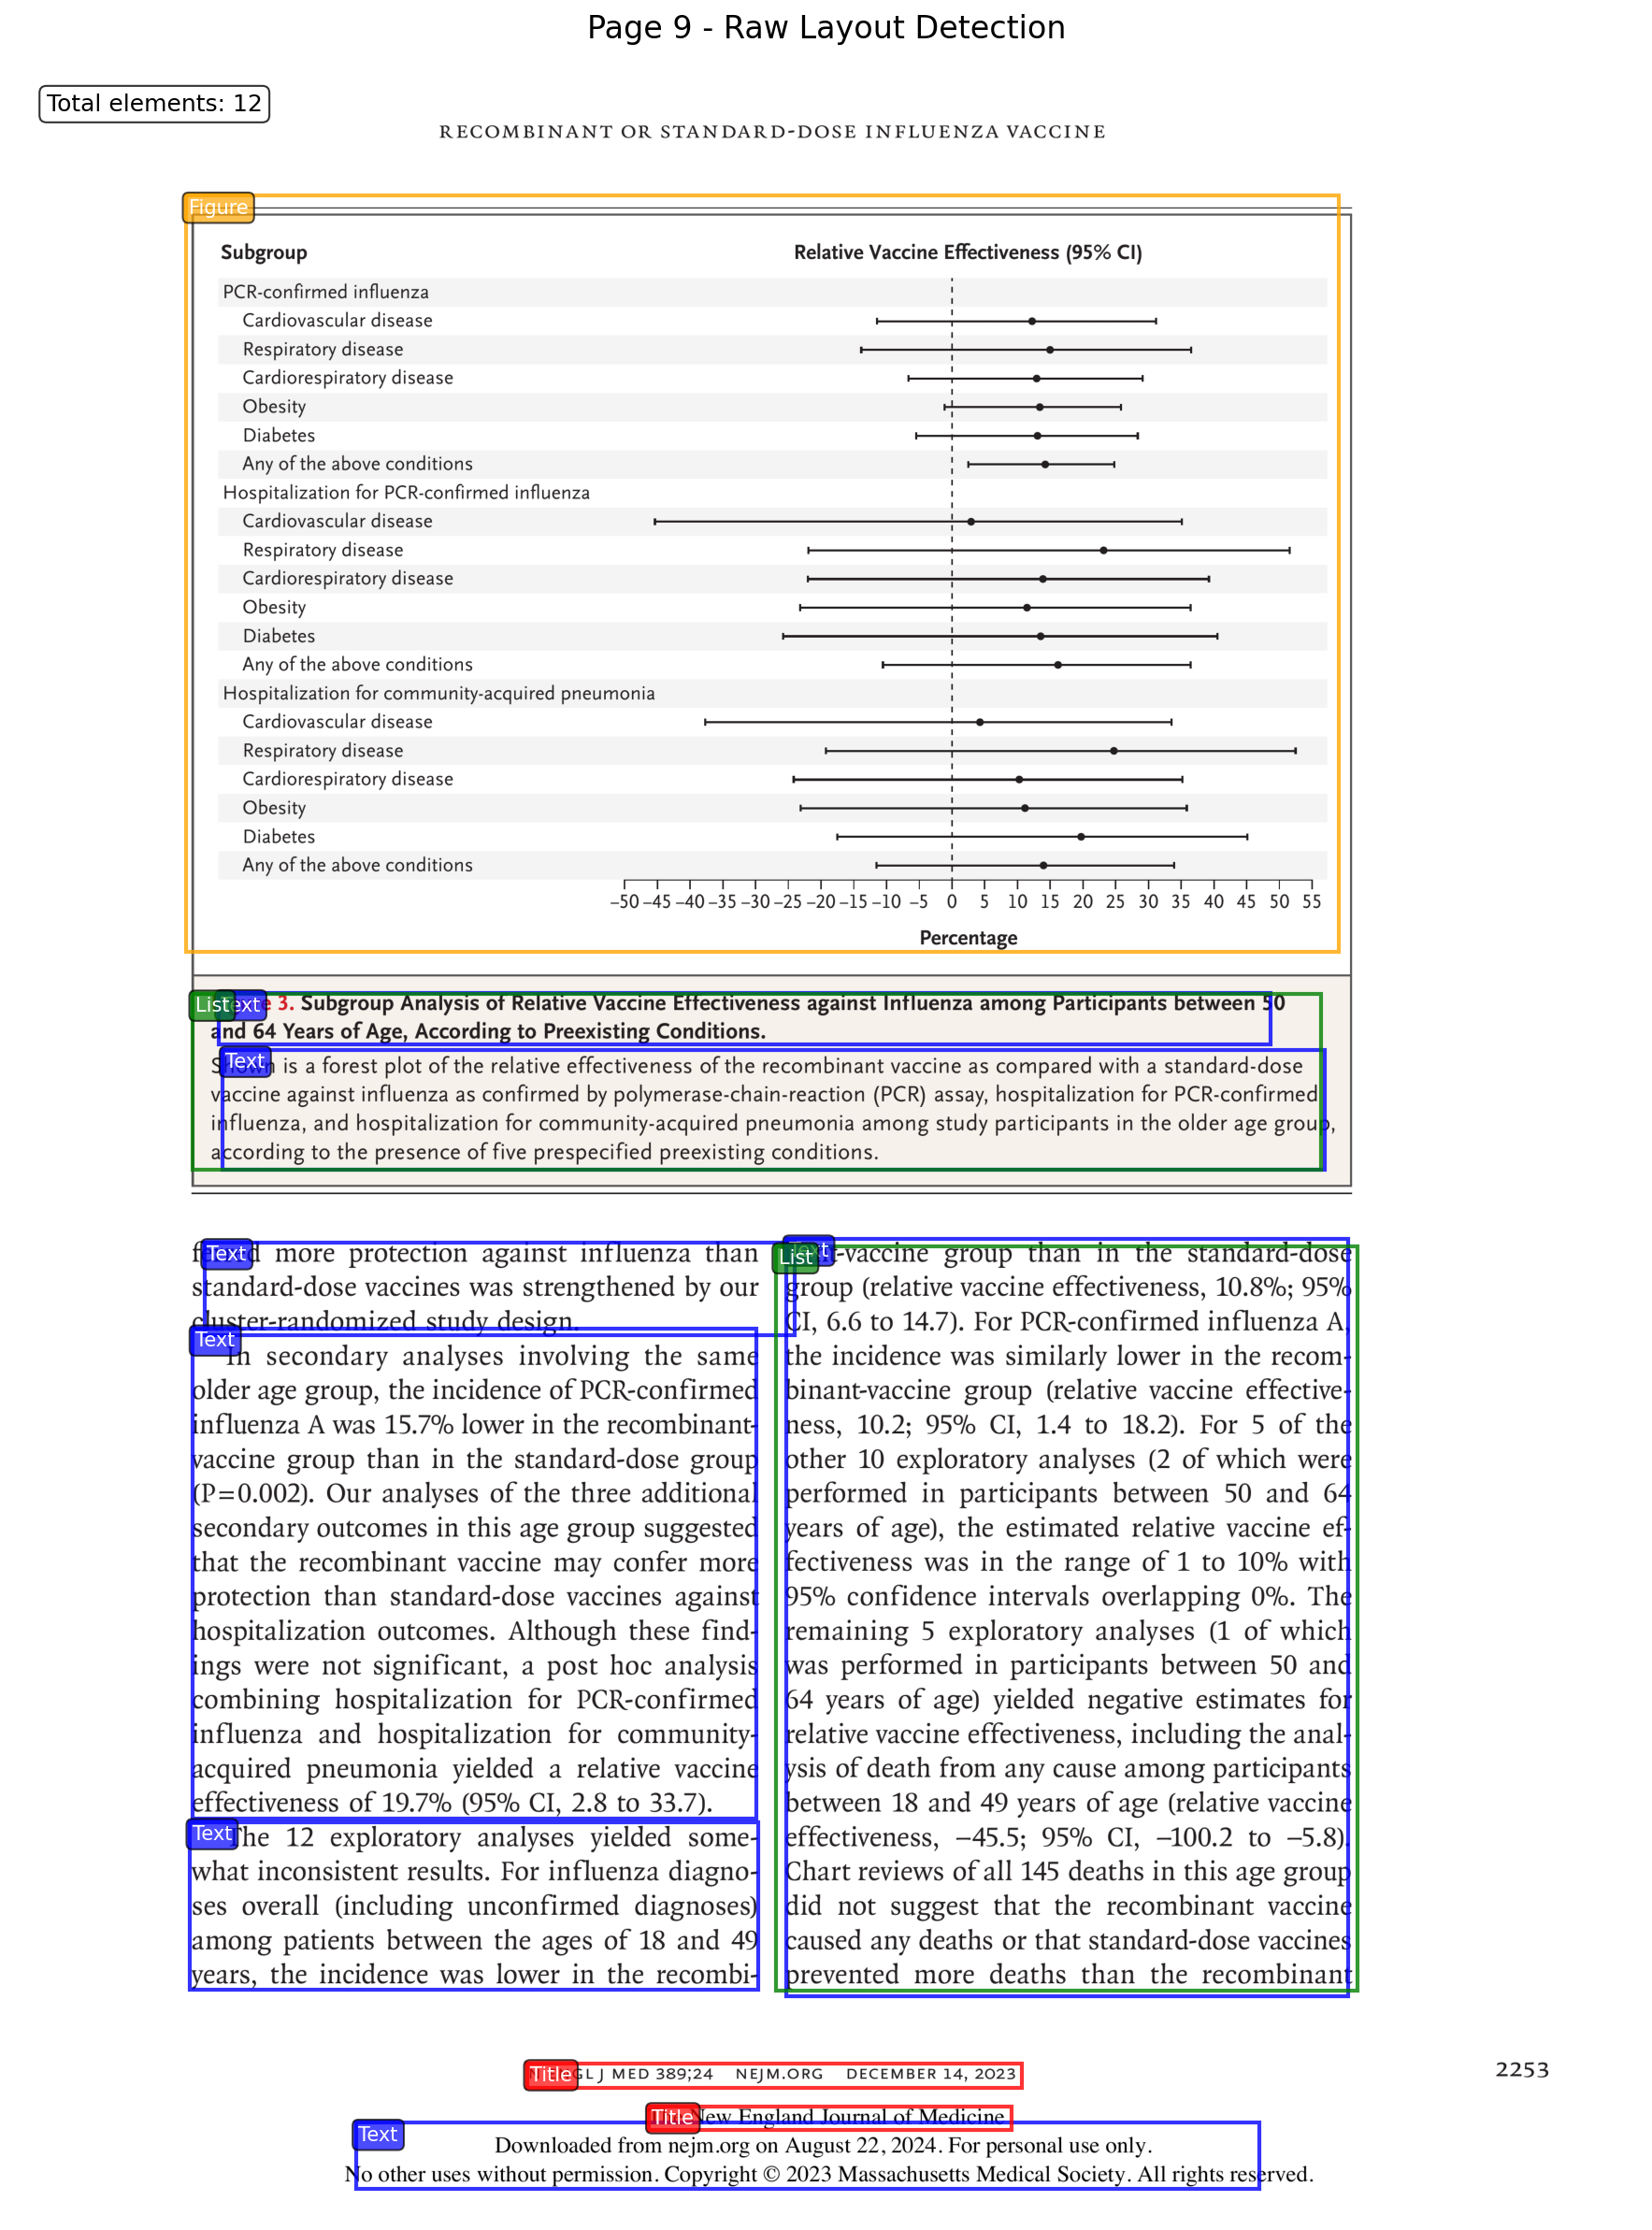 Page 9 - Raw Layout Detection
Total elements: 12
RECOMBINANT OR STANDARD-DOSE INFLUENZA VACCINE
Figure
Subgroup Relative Vaccine Effectiveness (95% CI)
PCR-confirmed influenza
Cardiovascular disease
Respiratory disease
Cardiorespiratory disease
Obesity
Diabetes
Any of the above conditions
Hospitalization for PCR-confirmed influenza
Cardiovascular disease
Respiratory disease
Cardiorespiratory disease
Obesity
Diabetes
Any of the above conditions
Hospitalization for community-acquired pneumonia
Cardiovascular disease
Respiratory disease
Cardiorespiratory disease
Obesity
Diabetes
Any of the above conditions
–50 –45 –40 –35 –30 –25 –20 –15 –10 –5 0 5 10 15 20 25 30 35 40 45 50 55
Percentage
List
3. Subgroup Analysis of Relative Vaccine Effectiveness against Influenza among Participants between 50
and 64 Years of Age, According to Preexisting Conditions.
Text
is a forest plot of the relative effectiveness of the recombinant vaccine as compared with a standard-dose
vaccine against influenza as confirmed by polymerase-chain-reaction (PCR) assay, hospitalization for PCR-confirmed
influenza, and hospitalization for community-acquired pneumonia among study participants in the older age group,
according to the presence of five prespecified preexisting conditions.
Text
more protection against influenza than
standard-dose vaccines was strengthened by our
cluster-randomized study design.
Text
In secondary analyses involving the same
older age group, the incidence of PCR-confirmed
influenza A was 15.7% lower in the recombinant-
vaccine group than in the standard-dose group
(P=0.002). Our analyses of the three additional
secondary outcomes in this age group suggested
that the recombinant vaccine may confer more
protection than standard-dose vaccines against
hospitalization outcomes. Although these find-
ings were not significant, a post hoc analysis
combining hospitalization for PCR-confirmed
influenza and hospitalization for community-
acquired pneumonia yielded a relative vaccine
effectiveness of 19.7% (95% CI, 2.8 to 33.7).
Text
The 12 exploratory analyses yielded some-
what inconsistent results. For influenza diagno-
ses overall (including unconfirmed diagnoses)
among patients between the ages of 18 and 49
years, the incidence was lower in the recombi-
List
-vaccine group than in the standard-dose
group (relative vaccine effectiveness, 10.8%; 95%
CI, 6.6 to 14.7). For PCR-confirmed influenza A,
the incidence was similarly lower in the recom-
binant-vaccine group (relative vaccine effective-
ness, 10.2; 95% CI, 1.4 to 18.2). For 5 of the
other 10 exploratory analyses (2 of which were
performed in participants between 50 and 64
years of age), the estimated relative vaccine ef-
fectiveness was in the range of 1 to 10% with
95% confidence intervals overlapping 0%. The
remaining 5 exploratory analyses (1 of which
was performed in participants between 50 and
64 years of age) yielded negative estimates for
relative vaccine effectiveness, including the anal-
ysis of death from any cause among participants
between 18 and 49 years of age (relative vaccine
effectiveness, –45.5; 95% CI, –100.2 to –5.8).
Chart reviews of all 145 deaths in this age group
did not suggest that the recombinant vaccine
caused any deaths or that standard-dose vaccines
prevented more deaths than the recombinant
Title
J MED 389;24 NEJM.ORG DECEMBER 14, 2023
2253
Title
New England Journal of Medicine
Text
Downloaded from nejm.org on August 22, 2024. For personal use only.
No other uses without permission. Copyright © 2023 Massachusetts Medical Society. All rights reserved.